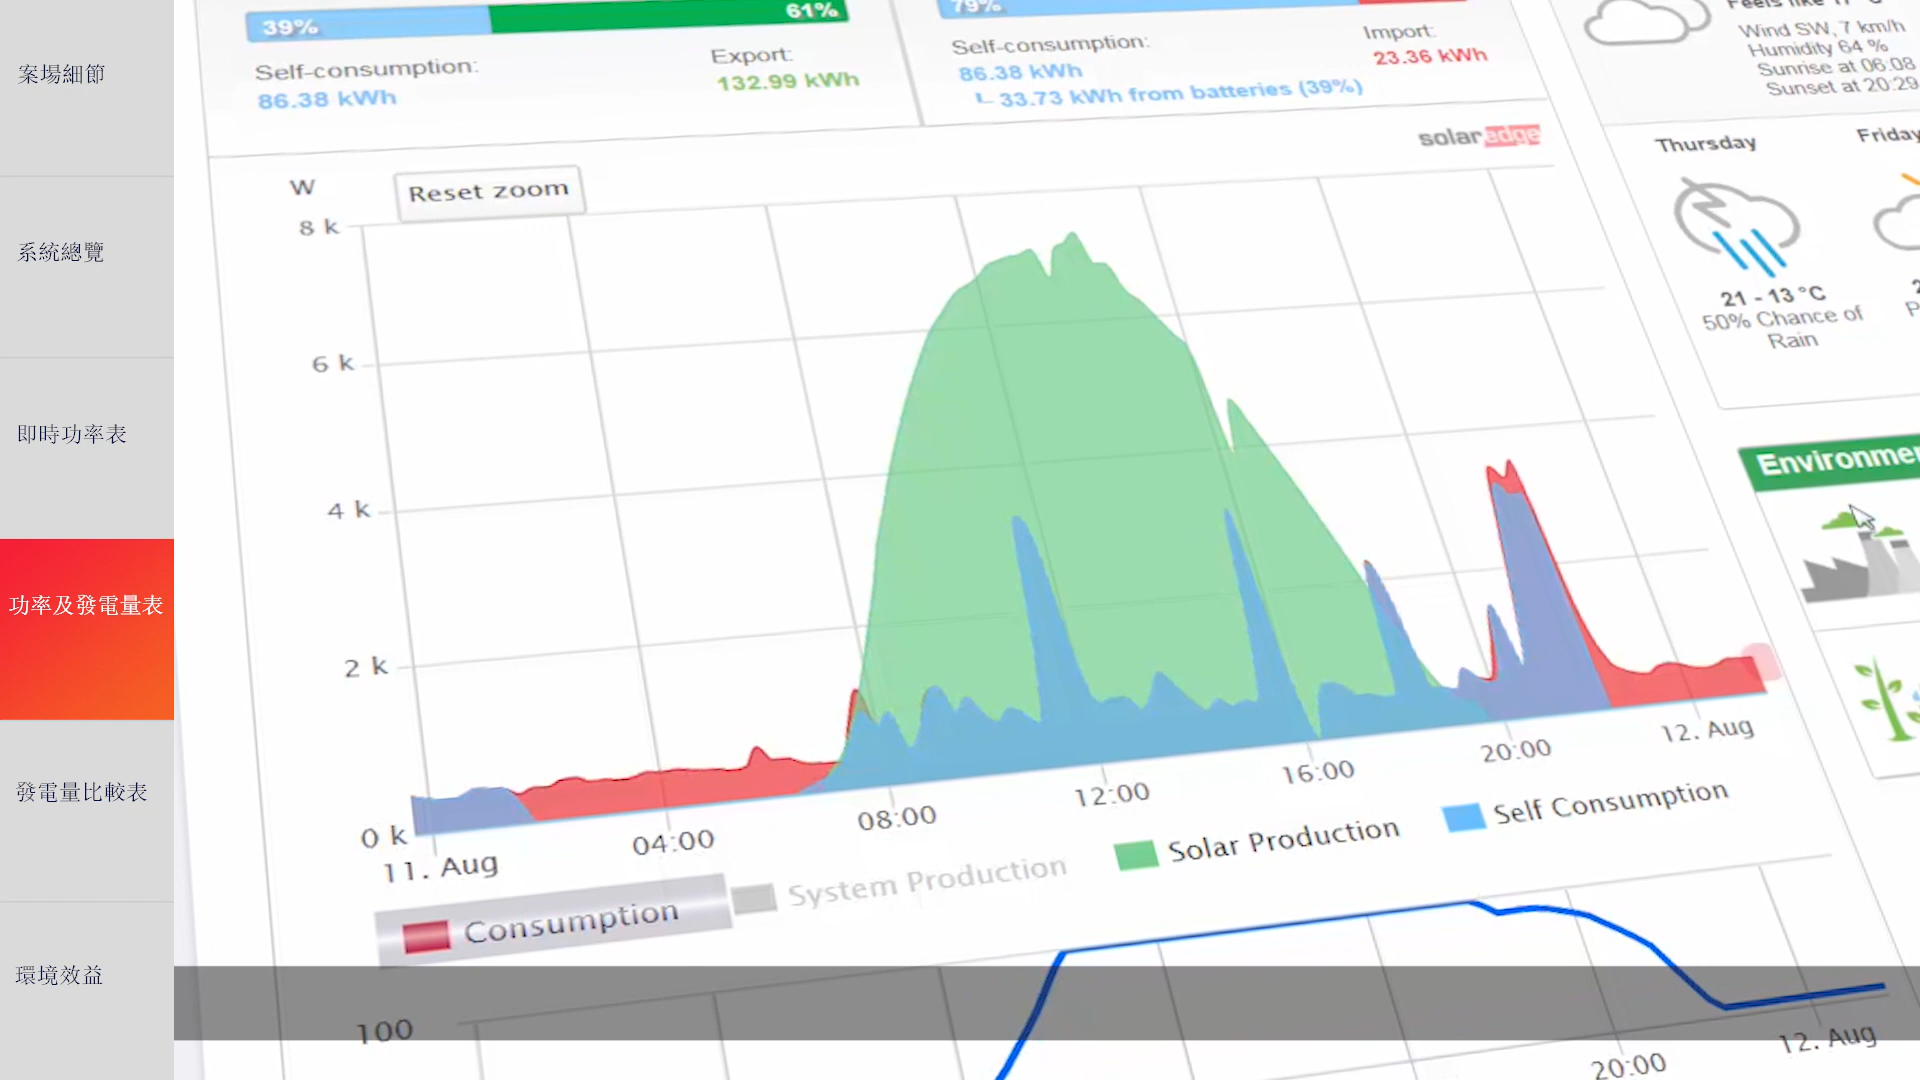 案場細節
系統總覽
即時功率表
功率及發電量表
發電量比較表
環境效益
39% 61%
Self-consumption:
86.38 kWh
Export:
132.99 kWh
79%
Self-consumption:
86.38 kWh
33.73 kWh from batteries (39%)
Import:
23.36 kWh
Wind SW, 7 km/h
Humidity 64 %
Sunrise at 06:08
Sunset at 20:29
solaredge
Thursday
Friday
21 - 13 °C
50% Chance of
Rain
W
Reset zoom
8 k
6 k
4 k
2 k
0 k
11. Aug
04:00
08:00
12:00
16:00
20:00
12. Aug
Consumption
System Production
Solar Production
Self Consumption
100
20:00
12. Aug